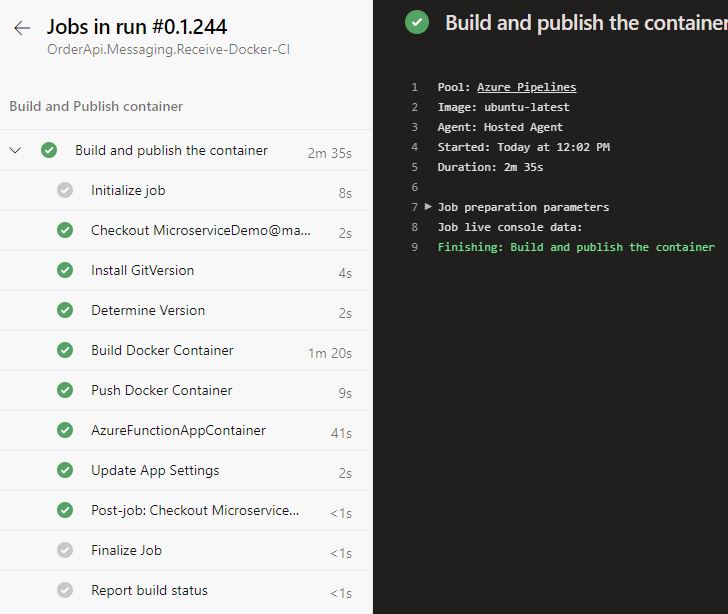 Jobs in run #0.1.244
OrderApi.Messaging.Receive-Docker-CI
Build and Publish container
Build and publish the container 2m 35s
Initialize job 8s
Checkout MicroserviceDemo@ma... 2s
Install GitVersion 4s
Determine Version 2s
Build Docker Container 1m 20s
Push Docker Container 9s
AzureFunctionAppContainer 41s
Update App Settings 2s
Post-job: Checkout Microservice... <1s
Finalize Job <1s
Report build status <1s
Build and publish the container
1 Pool: Azure Pipelines
2 Image: ubuntu-latest
3 Agent: Hosted Agent
4 Started: Today at 12:02 PM
5 Duration: 2m 35s
6
7 Job preparation parameters
8 Job live console data:
9 Finishing: Build and publish the container